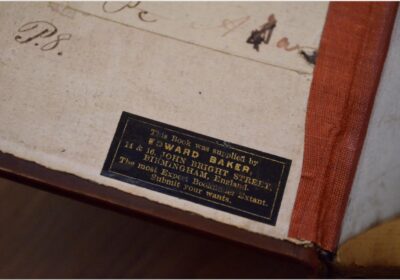 P.8.
This Book was supplied by
EDWARD BAKER,
14 & 16, JOHN BRIGHT STREET,
BIRMINGHAM, England.
The most Expert Bookfinder Extant.
Submit your wants.